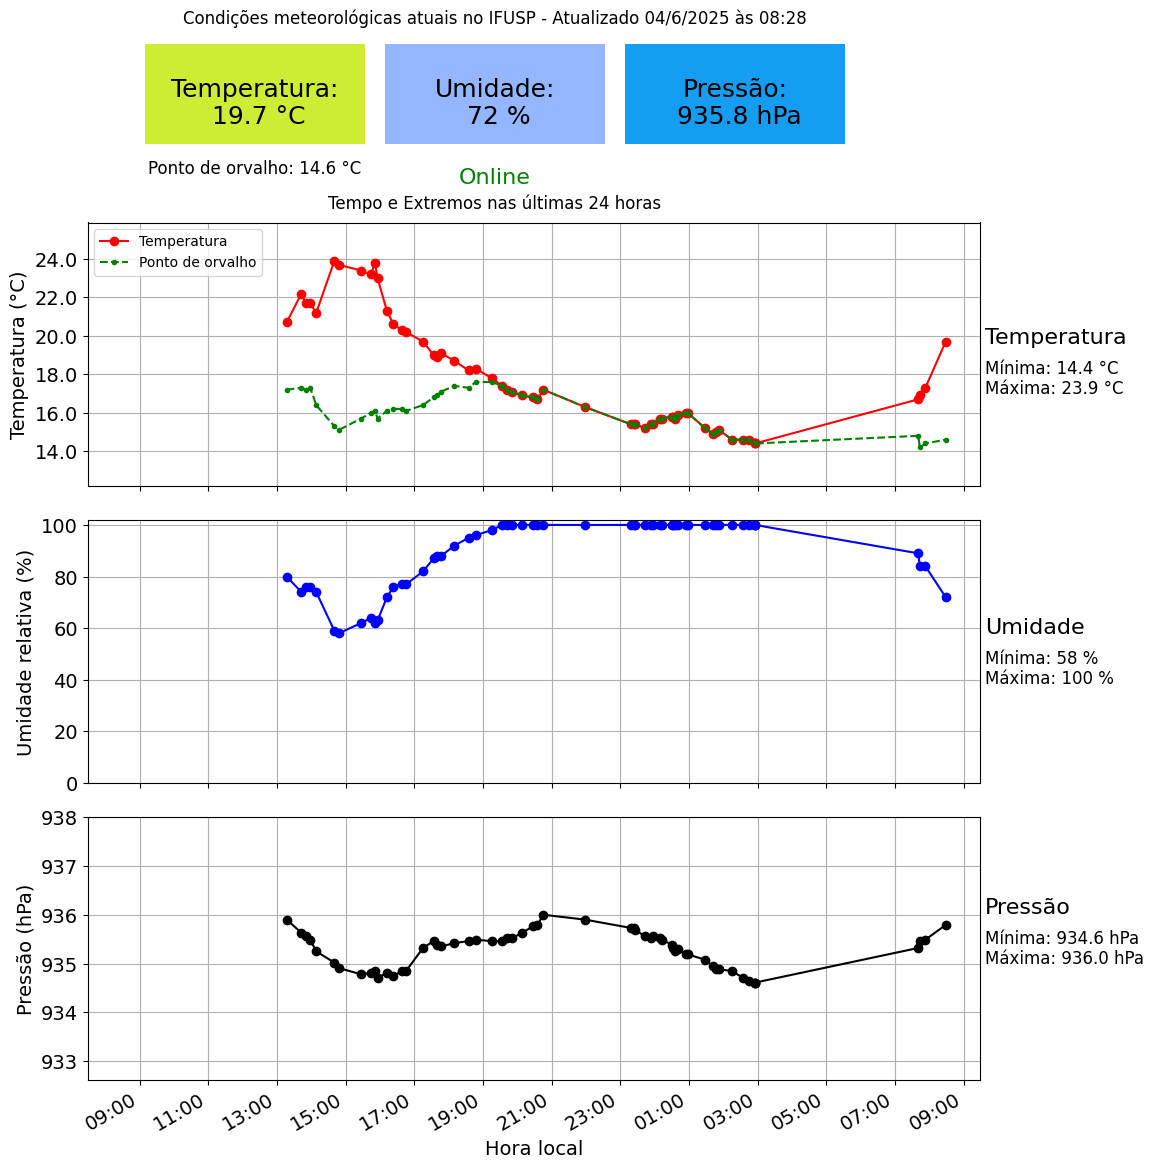 Condições meteorológicas atuais no IFUSP - Atualizado 04/6/2025 às 08:28
Temperatura:
19.7 °C
Umidade:
72 %
Pressão:
935.8 hPa
Ponto de orvalho: 14.6 °C
Online
Tempo e Extremos nas últimas 24 horas
Temperatura (°C)
24.0
22.0
20.0
18.0
16.0
14.0
Temperatura
Ponto de orvalho
Temperatura
Mínima: 14.4 °C
Máxima: 23.9 °C
Umidade relativa (%)
100
80
60
40
20
0
Umidade
Mínima: 58 %
Máxima: 100 %
Pressão (hPa)
938
937
936
935
934
933
Pressão
Mínima: 934.6 hPa
Máxima: 936.0 hPa
09:00 11:00 13:00 15:00 17:00 19:00 21:00 23:00 01:00 03:00 05:00 07:00 09:00
Hora local